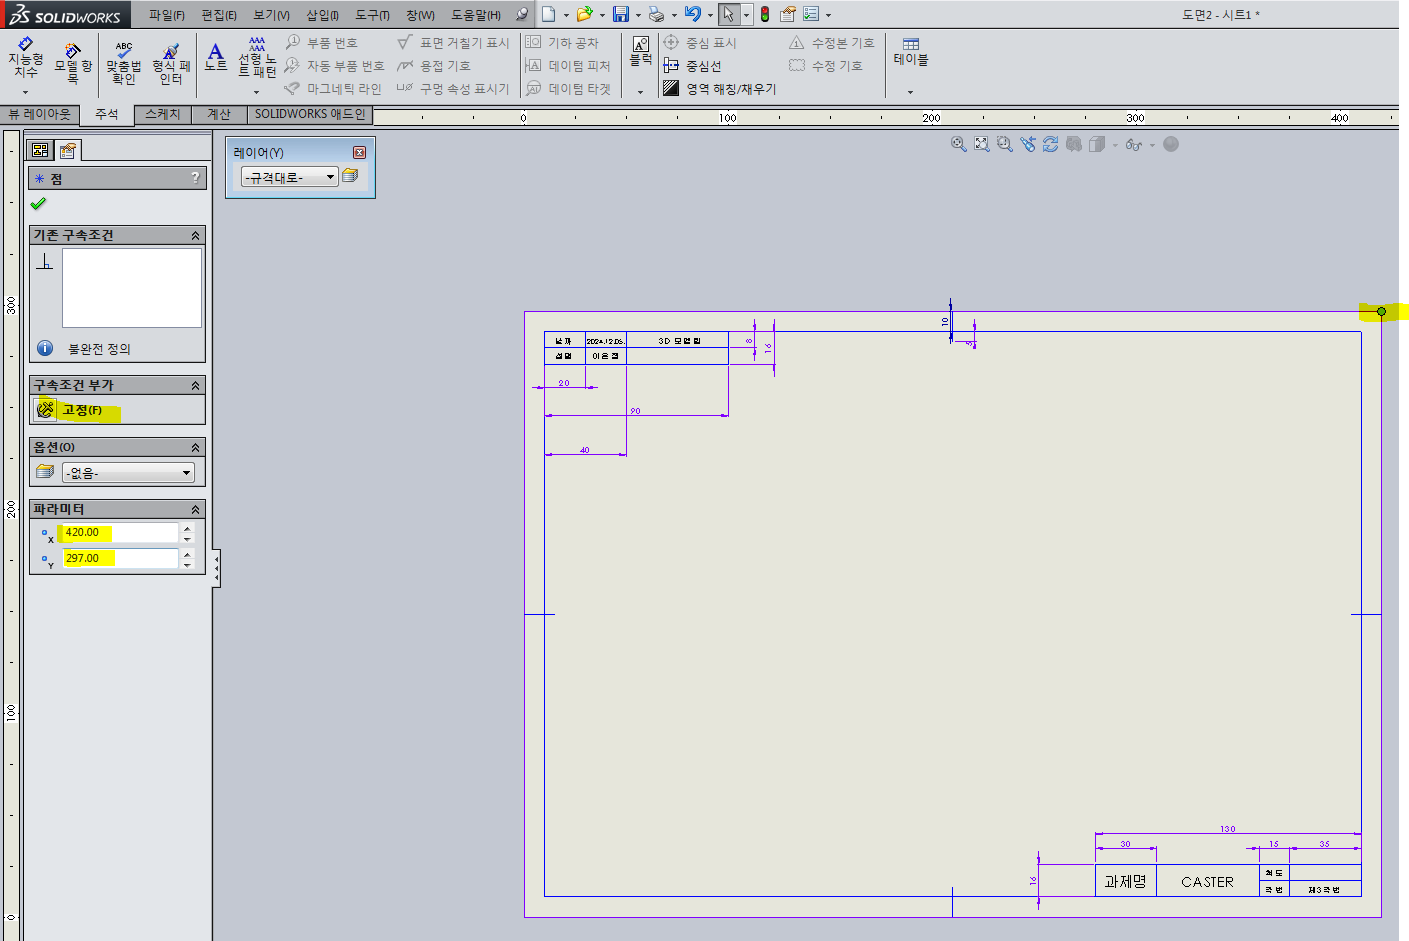 SOLIDWORKS 파일(F) 편집(E) 보기(V) 삽입(I) 도구(T) 창(W) 도움말(H) 도면2 - 시트1 *
지능형 치수
모델 항목
ABC
맞춤법 확인
형식 페인터
노트
선형 노트 패턴
부품 번호
자동 부품 번호
마그네틱 라인
표면 거칠기 표시
용접 기호
구멍 속성 표시기
기하 공차
데이텀 피처
데이텀 타겟
블럭
중심 표시
중심선
영역 해칭/채우기
수정본 기호
수정 기호
테이블
뷰 레이아웃 주석 스케치 계산 SOLIDWORKS 애드인
0 100 200 300 400
레이어(Y)
-규격대로-
점 ?
기존 구속조건
불완전 정의
구속조건 부가
고정(F)
옵션(O)
-없음-
파라미터
X 420.00
Y 297.00
300
200
100
0
날짜 2024.12.05. 3D 모델링
성명 이은정
8
16
10
5
20
90
40
130
30 15 35
16
과제명 CASTER
척 도
각 법 제3각법